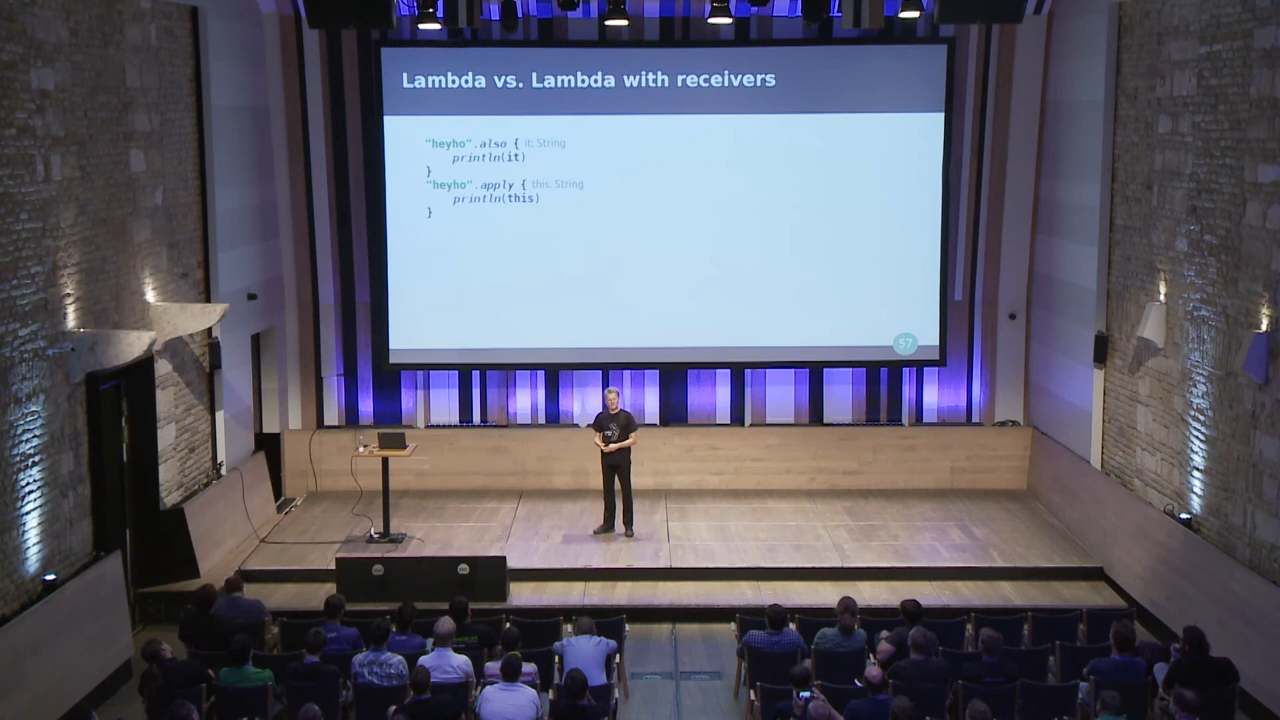 Lambda vs. Lambda with receivers
"heyho".also { it: String
println(it)
}
"heyho".apply { this: String
println(this)
}
57